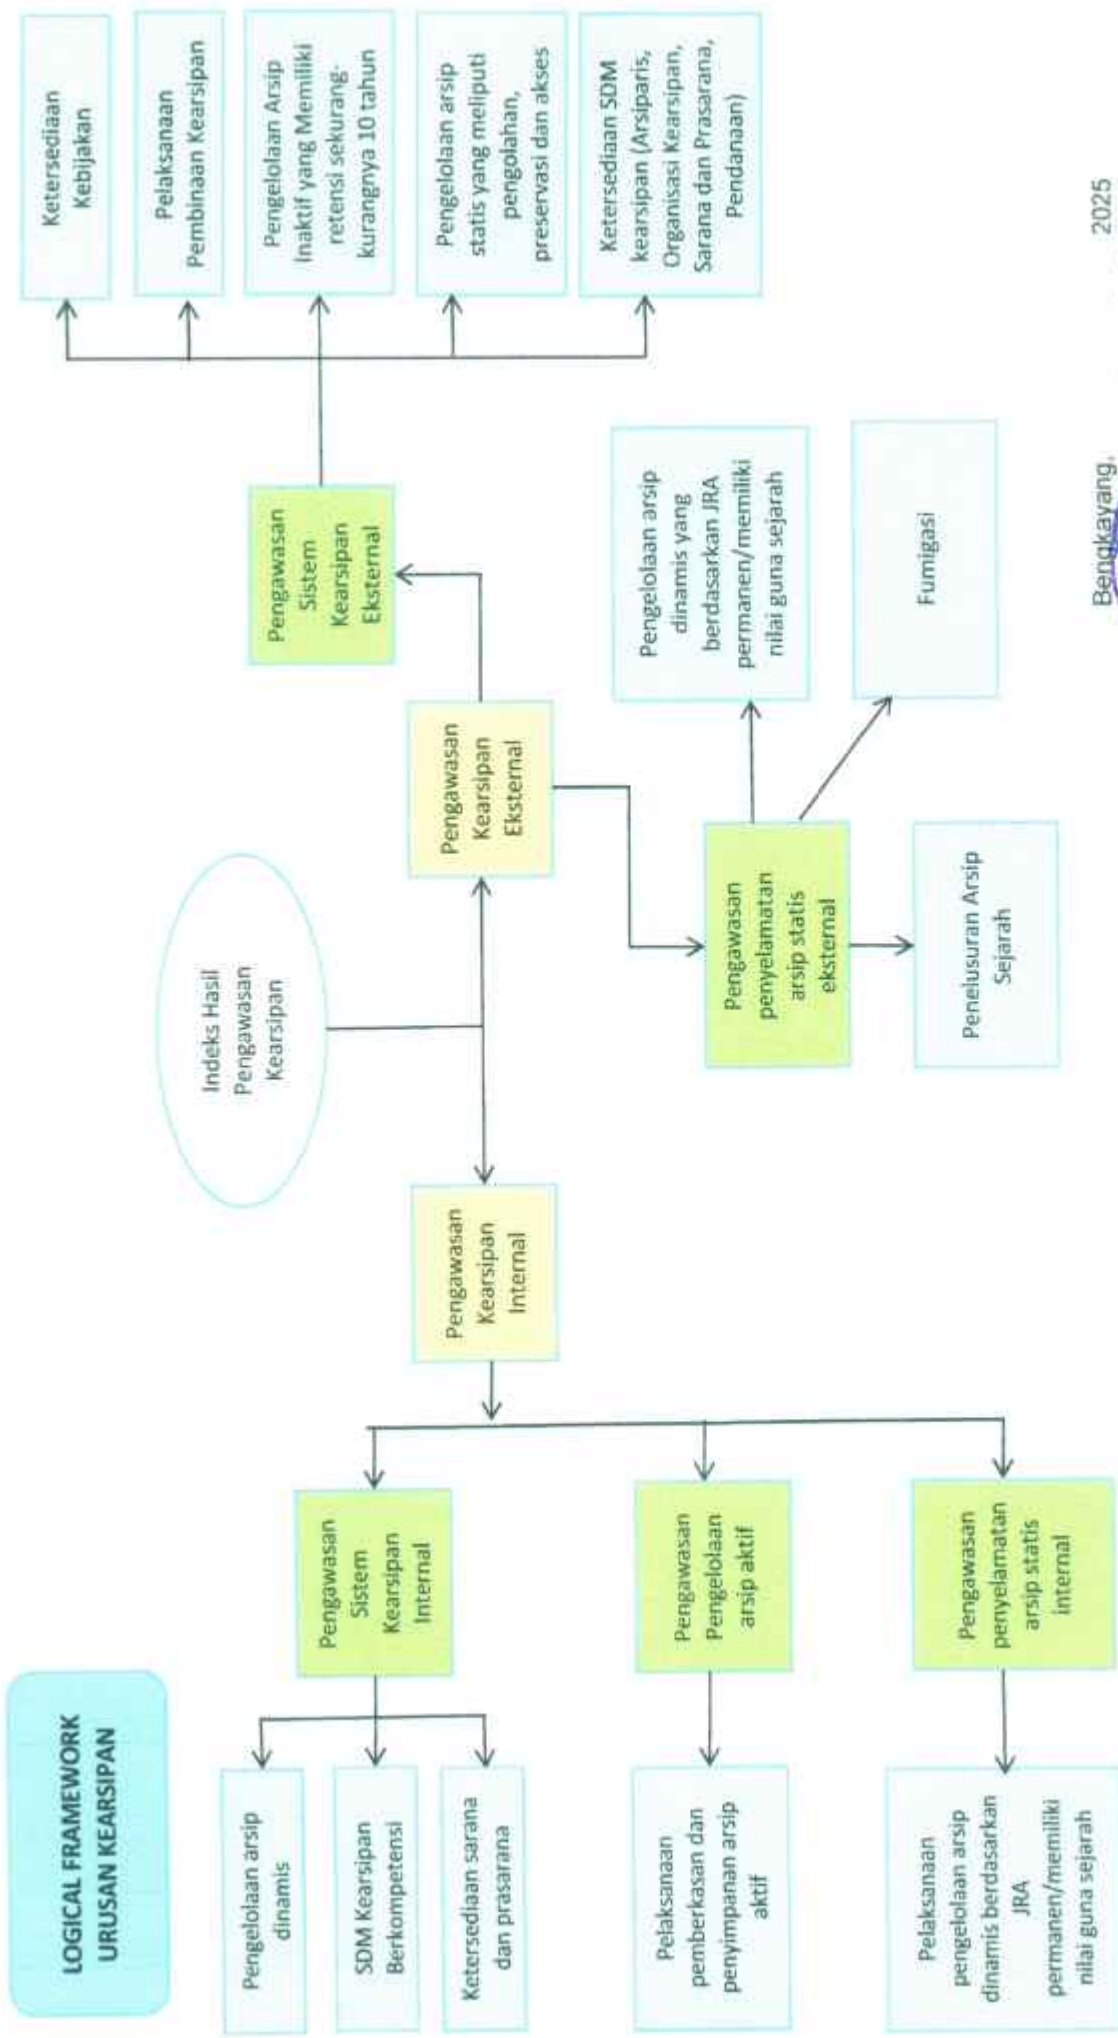 LOGICAL FRAMEWORK
URUSAN KEARSIPAN
Indeks Hasil
Pengawasan
Kearsipan
Pengawasan
Kearsipan
Internal
Pengawasan
Kearsipan
Eksternal
Pengawasan
Sistem
Kearsipan
Internal
Pengelolaan arsip
dinamis
SDM Kearsipan
Berkompetensi
Ketersediaan sarana
dan prasarana
Pengawasan
Pengelolaan
arsip aktif
Pelaksanaan
pemberkasan dan
penyimpanan arsip
aktif
Pengawasan
penyelamatan
arsip statis
internal
Pelaksanaan
pengelolaan arsip
dinamis berdasarkan
JRA
permanen/memiliki
nilai guna sejarah
Pengawasan
Sistem
Kearsipan
Eksternal
Ketersediaan
Kebijakan
Pelaksanaan
Pembinaan Kearsipan
Pengelolaan Arsip
Inaktif yang Memiliki
retensi sekurang-
kurangnya 10 tahun
Pengelolaan arsip
statis yang meliputi
pengolahan,
preservasi dan akses
Ketersediaan SDM
kearsipan (Arsiparis,
Organisasi Kearsipan,
Sarana dan Prasarana,
Pendanaan)
Pengawasan
penyelamatan
arsip statis
eksternal
Pengelolaan arsip
dinamis yang
berdasarkan JRA
permanen/memiliki
nilai guna sejarah
Fumigasi
Penelusuran Arsip
Sejarah
Bengkayang, 2025